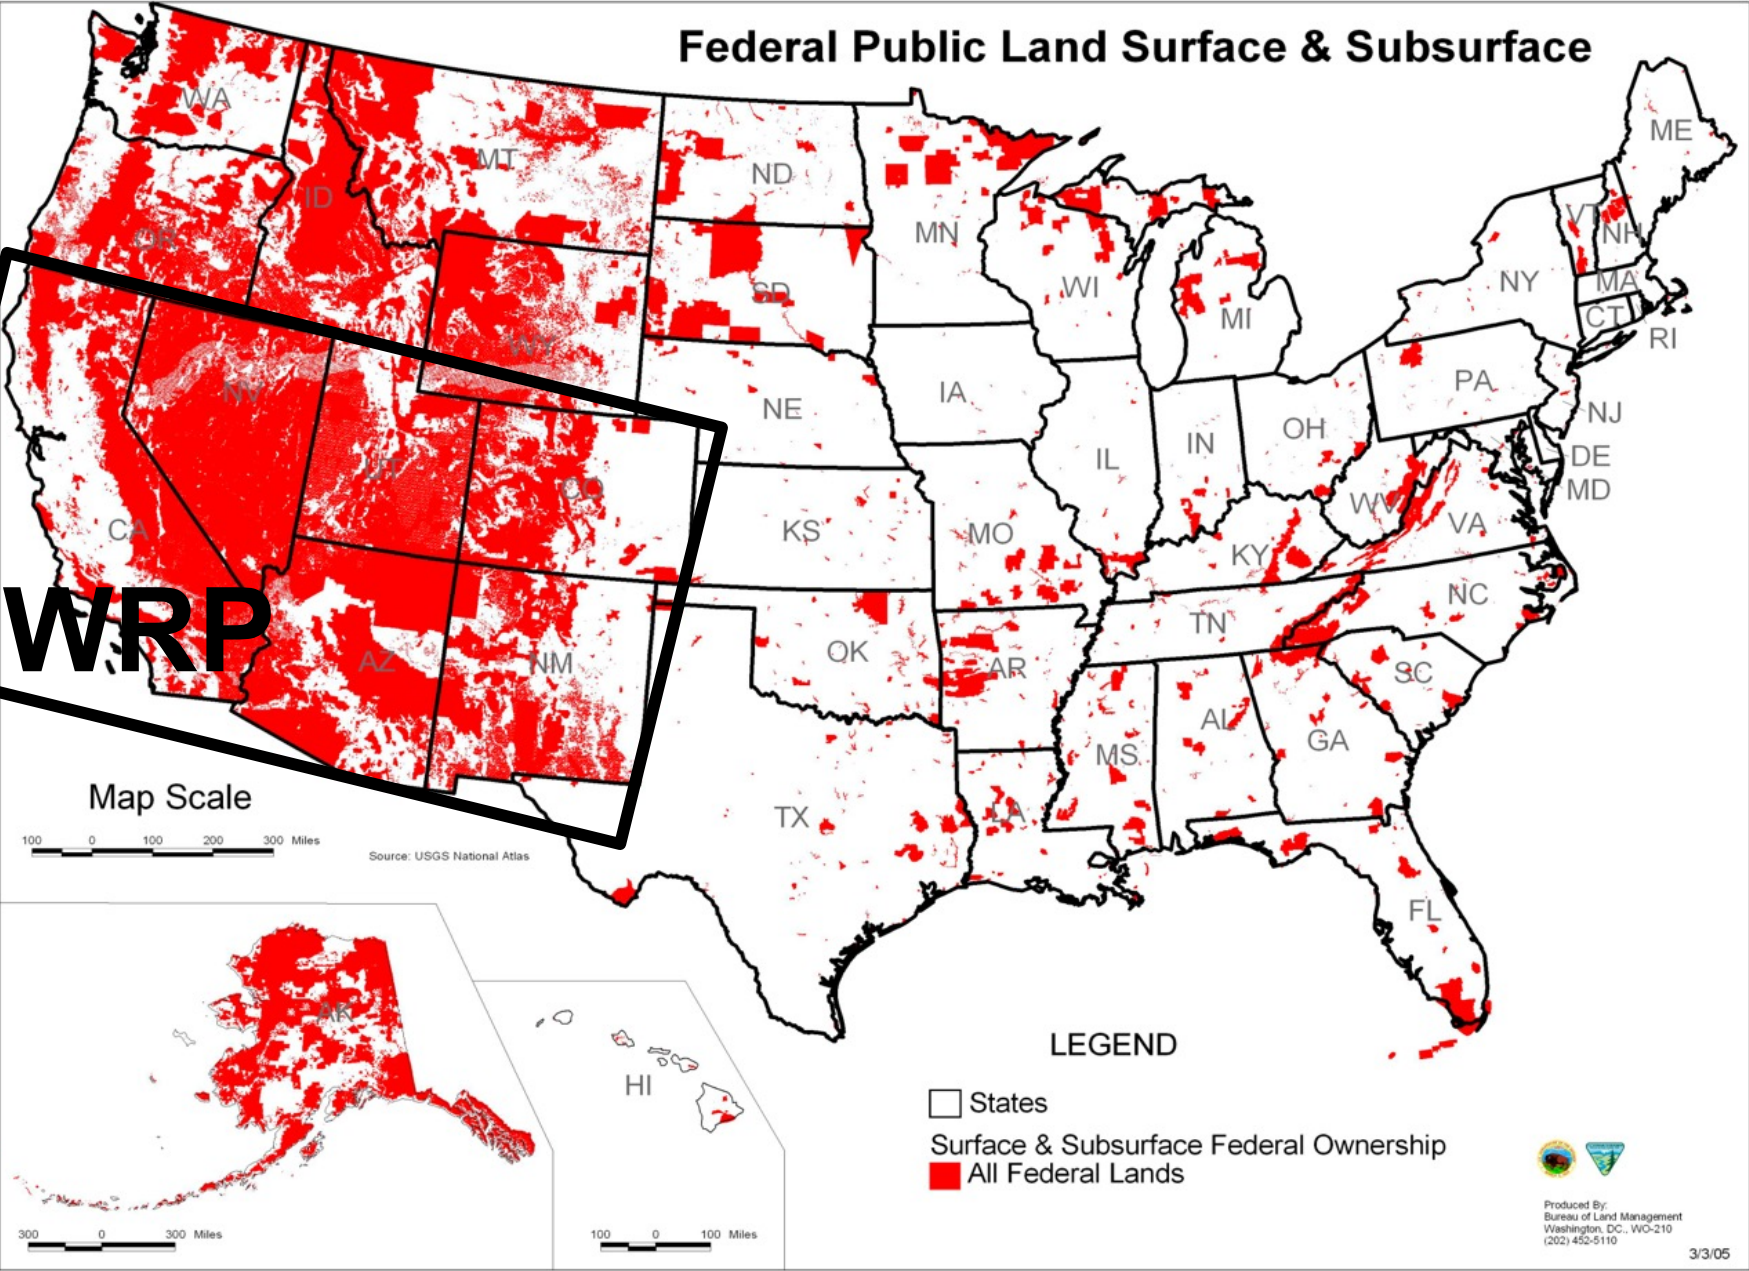 Federal Public Land Surface & Subsurface
WA
MT
ND
ME
ID
OR
MN
VT
NH
SD
WI
NY
MA
MI
CT
RI
WY
NV
IA
NE
PA
NJ
UT
CO
IL
IN
OH
DE
MD
WV
VA
CA
KS
MO
KY
WRP
NC
TN
AZ
NM
OK
AR
SC
AL
GA
MS
TX
LA
FL
Map Scale
100 0 100 200 300 Miles
Source: USGS National Atlas
AK
HI
300 0 300 Miles
100 0 100 Miles
LEGEND
States
Surface & Subsurface Federal Ownership
All Federal Lands
Produced By:
Bureau of Land Management
Washington, DC., WO-210
(202) 452-5110
3/3/05